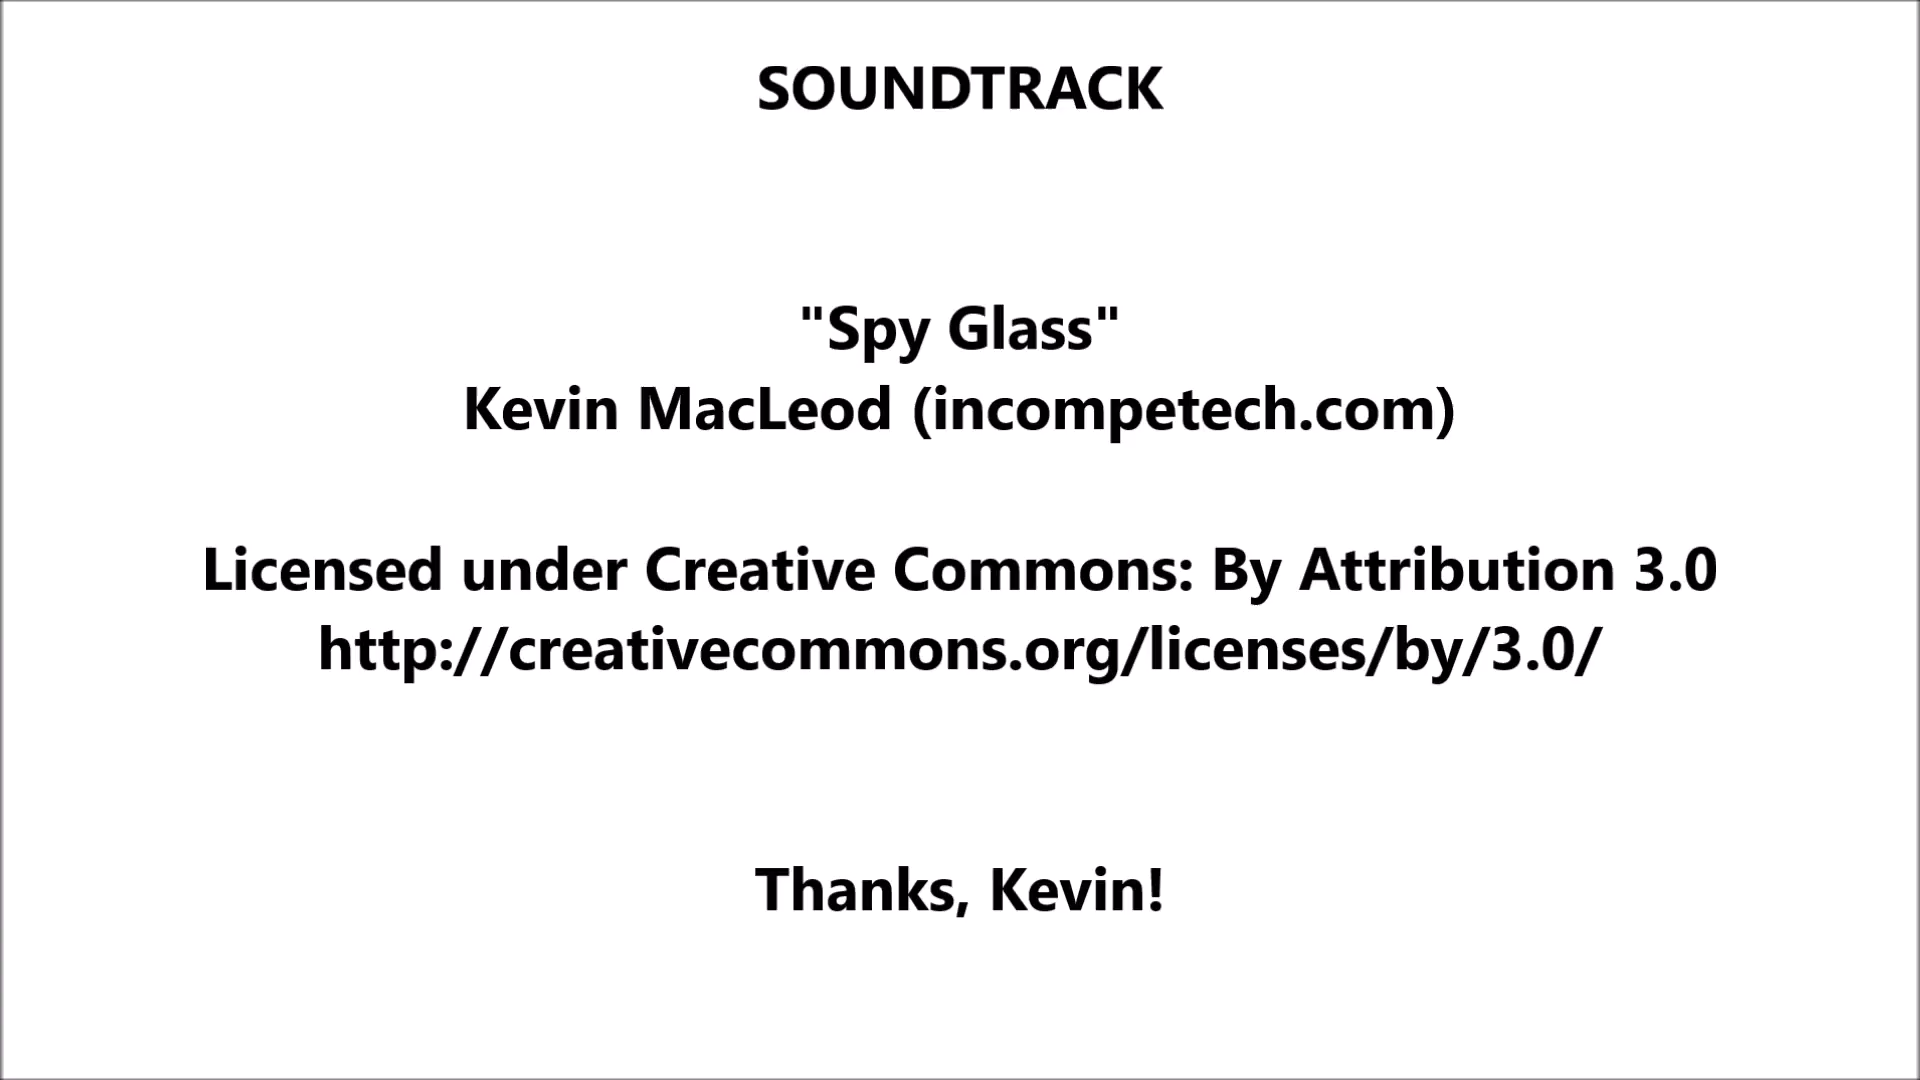 SOUNDTRACK
"Spy Glass"
Kevin MacLeod (incompetech.com)
Licensed under Creative Commons: By Attribution 3.0
http://creativecommons.org/licenses/by/3.0/
Thanks, Kevin!